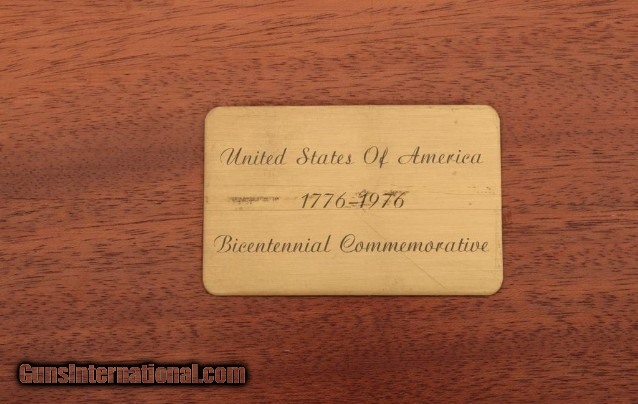 United States Of America
1776-1976
Bicentennial Commemorative
GunsInternational.com